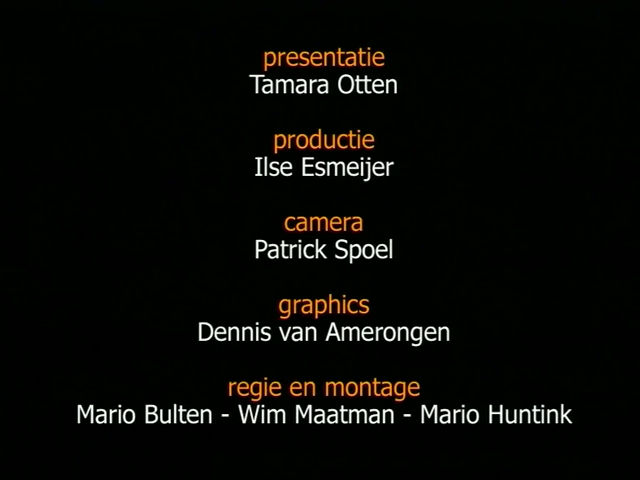 presentatie
Tamara Otten
productie
Ilse Esmeijer
camera
Patrick Spoel
graphics
Dennis van Amerongen
regie en montage
Mario Bulten - Wim Maatman - Mario Huntink